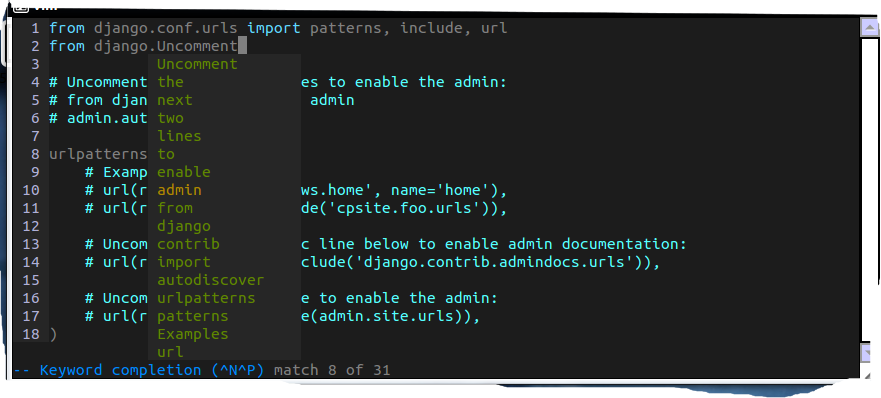 1 from django.conf.urls import patterns, include, url
2 from django.Uncomment
3 Uncomment
4 # Uncomment the es to enable the admin:
5 # from djan next admin
6 # admin.aut two
7 lines
8 urlpatterns to
9 # Examp enable
10 # url(r admin ws.home', name='home'),
11 # url(r from de('cpsite.foo.urls')),
12 django
13 # Uncom contrib c line below to enable admin documentation:
14 # url(r import clude('django.contrib.admindocs.urls')),
15 autodiscover
16 # Uncom urlpatterns e to enable the admin:
17 # url(r patterns e(admin.site.urls)),
18 ) Examples
url
-- Keyword completion (^N^P) match 8 of 31